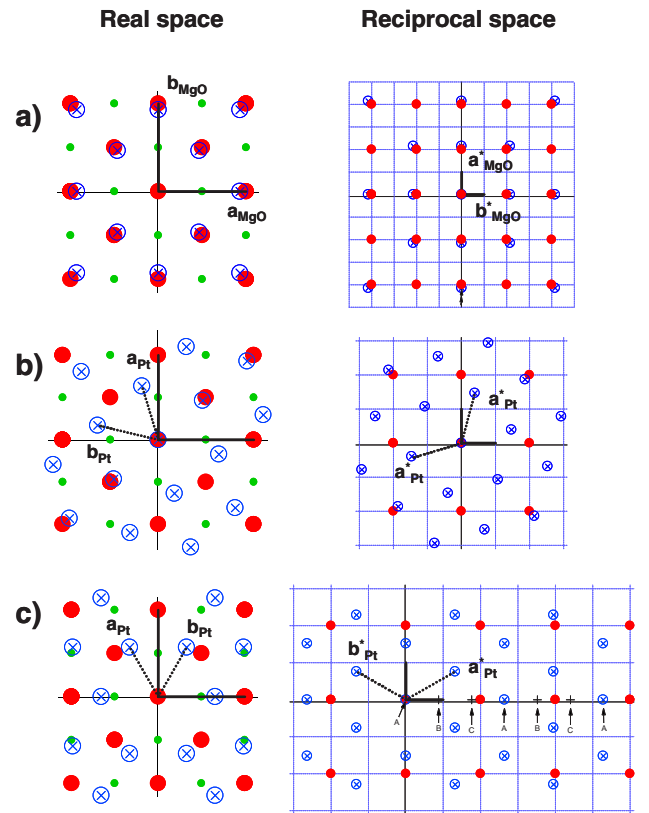 Real space
Reciprocal space
a)
bMgO
aMgO
a*MgO
b*MgO
b)
aPt
bPt
a*Pt
a*Pt
c)
aPt
bPt
b*Pt
a*Pt
A B C A B C A